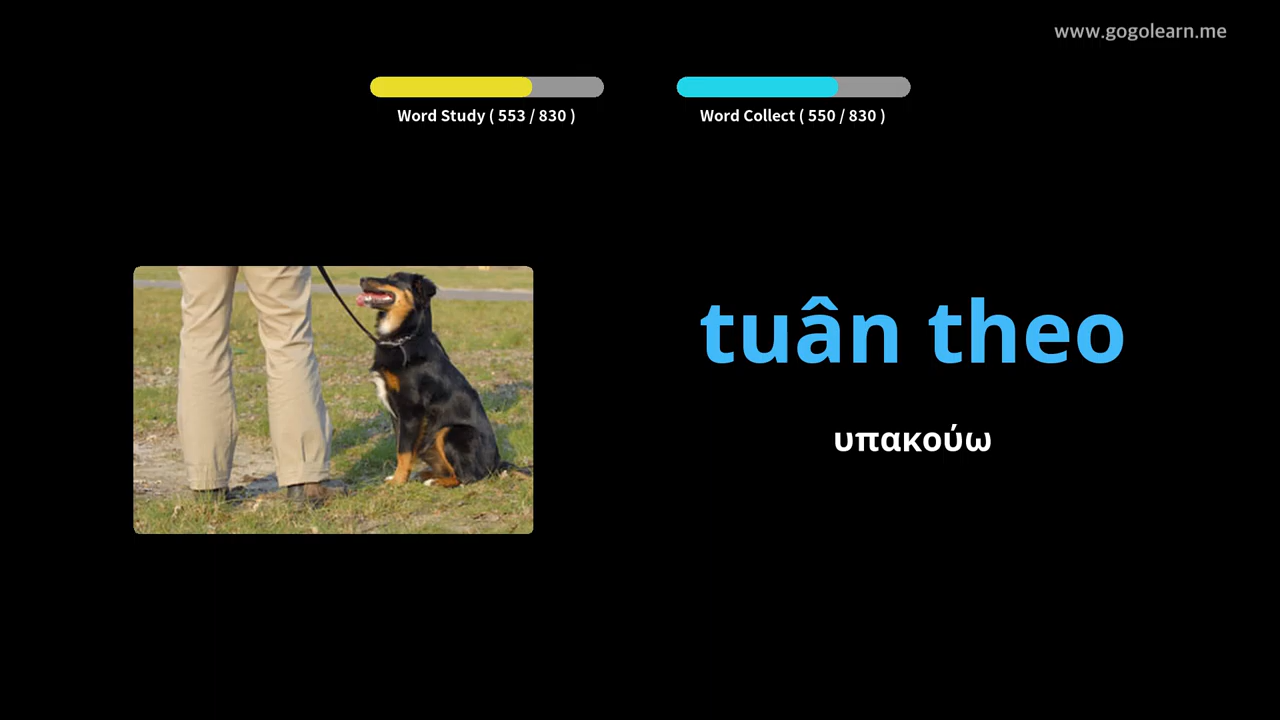 www.gogolearn.me
Word Study ( 553 / 830 )
Word Collect ( 550 / 830 )
tuân theo
υπακούω